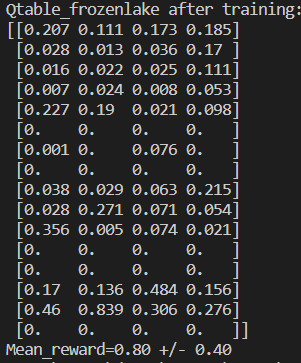 Qtable_frozenlake after training:
[[0.207 0.111 0.173 0.185]
 [0.028 0.013 0.036 0.17 ]
 [0.016 0.022 0.025 0.111]
 [0.007 0.024 0.008 0.053]
 [0.227 0.19  0.021 0.098]
 [0.    0.    0.    0.   ]
 [0.001 0.    0.076 0.   ]
 [0.    0.    0.    0.   ]
 [0.038 0.029 0.063 0.215]
 [0.028 0.271 0.071 0.054]
 [0.356 0.005 0.074 0.021]
 [0.    0.    0.    0.   ]
 [0.    0.    0.    0.   ]
 [0.17  0.136 0.484 0.156]
 [0.46  0.839 0.306 0.276]
 [0.    0.    0.    0.   ]]
Mean_reward=0.80 +/- 0.40